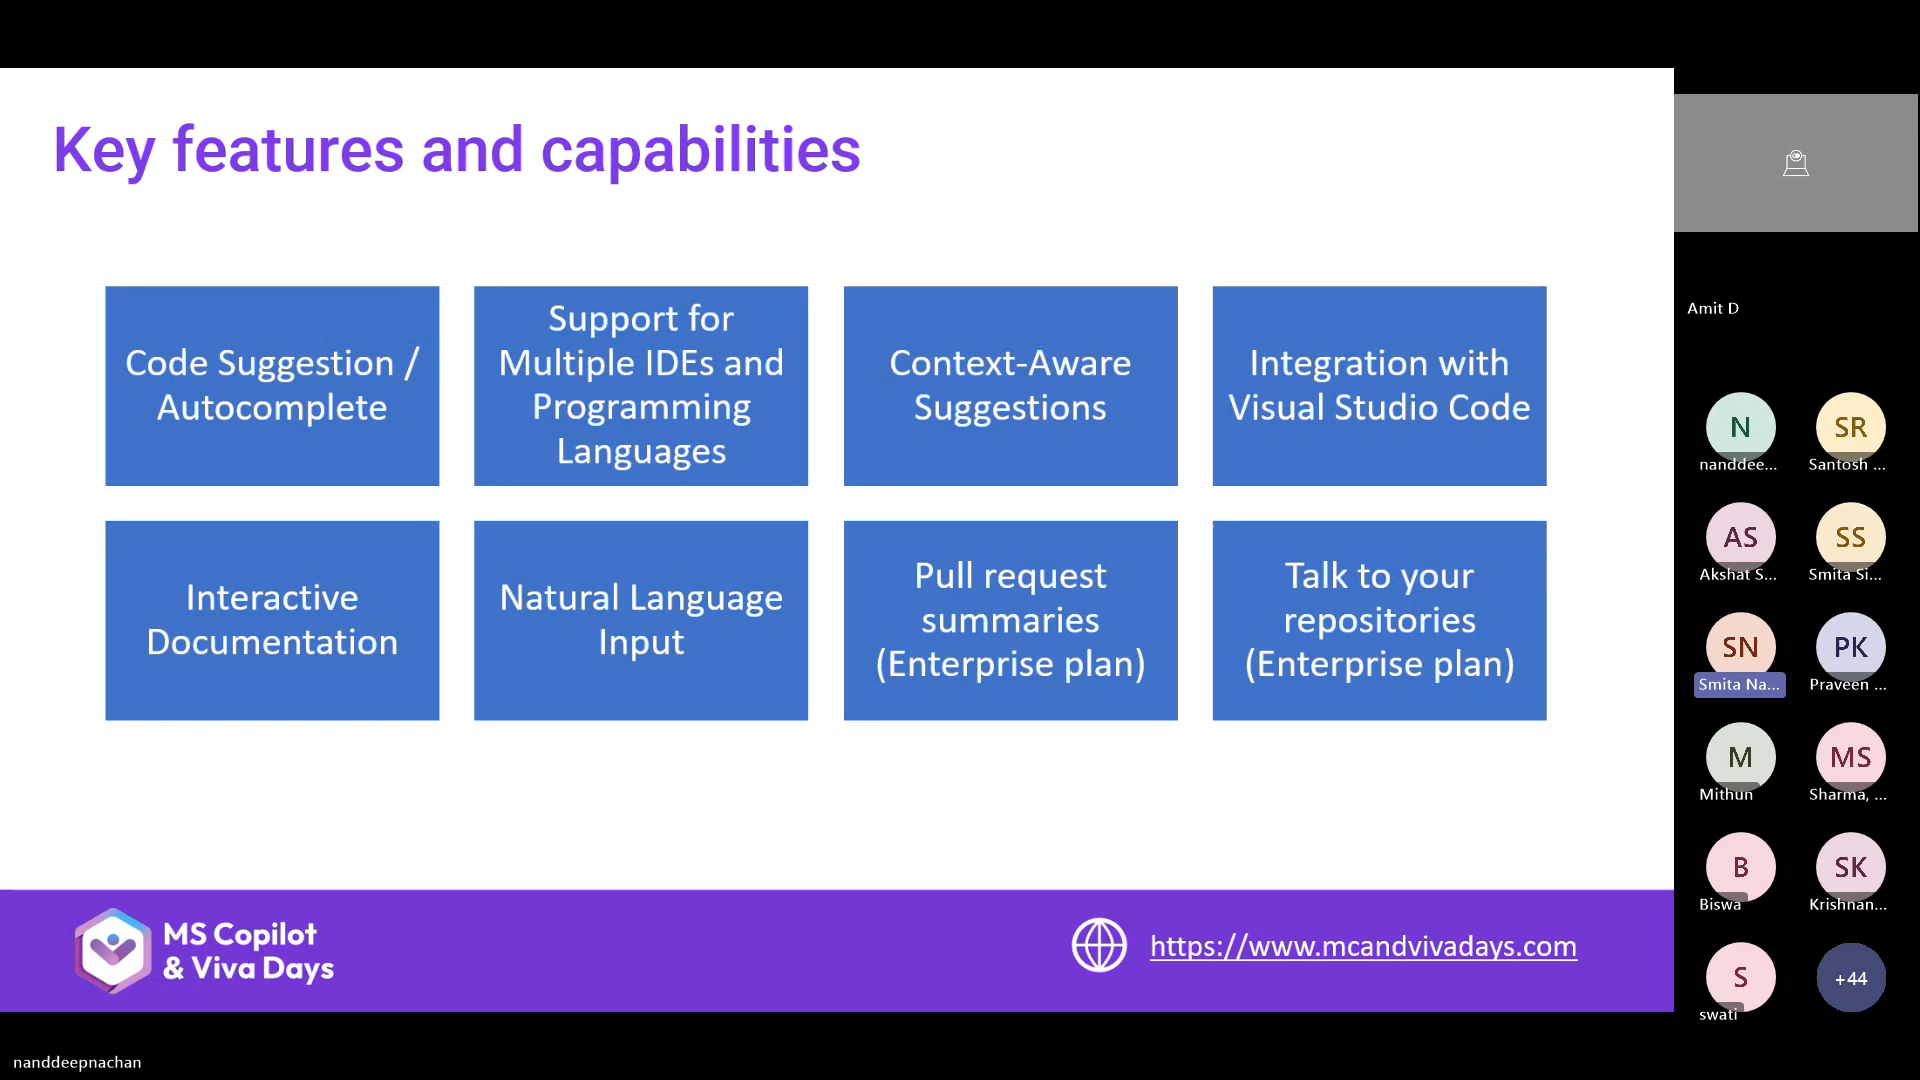 Key features and capabilities
Code Suggestion /
Autocomplete
Support for
Multiple IDEs and
Programming
Languages
Context-Aware
Suggestions
Integration with
Visual Studio Code
Interactive
Documentation
Natural Language
Input
Pull request
summaries
(Enterprise plan)
Talk to your
repositories
(Enterprise plan)
MS Copilot
& Viva Days
https://www.mcandvivadays.com
nanddeepnachan
Amit D
N
nanddee...
SR
Santosh ...
AS
Akshat S...
SS
Smita Si...
SN
Smita Na...
PK
Praveen ...
M
Mithun
MS
Sharma, ...
B
Biswa
SK
Krishnan...
S
swati
+44